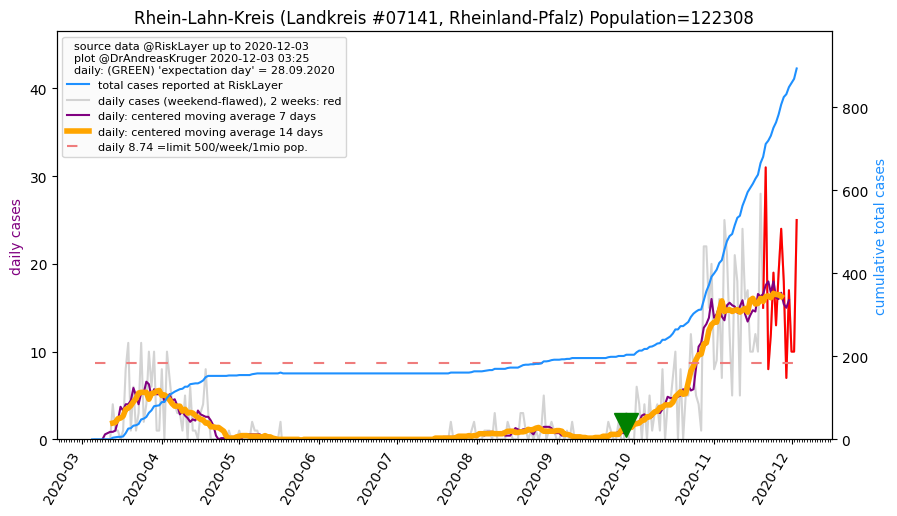 Rhein-Lahn-Kreis (Landkreis #07141, Rheinland-Pfalz) Population=122308
source data @RiskLayer up to 2020-12-03
plot @DrAndreasKruger 2020-12-03 03:25
daily: (GREEN) 'expectation day' = 28.09.2020
total cases reported at RiskLayer
daily cases (weekend-flawed), 2 weeks: red
daily: centered moving average 7 days
daily: centered moving average 14 days
daily 8.74 =limit 500/week/1mio pop.
daily cases
40
30
20
10
0
cumulative total cases
800
600
400
200
0
2020-03
2020-04
2020-05
2020-06
2020-07
2020-08
2020-09
2020-10
2020-11
2020-12